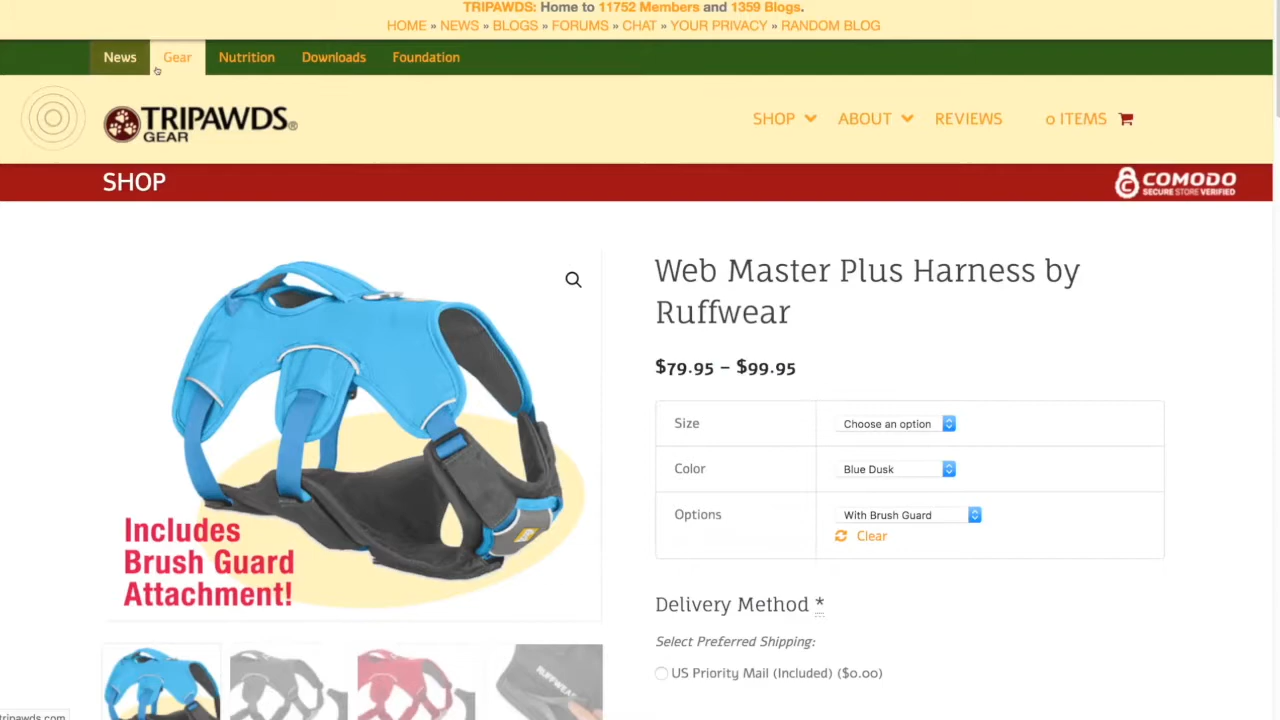 TRIPAWDS: Home to 11752 Members and 1359 Blogs.
HOME » NEWS » BLOGS » FORUMS » CHAT » YOUR PRIVACY » RANDOM BLOG
News Gear Nutrition Downloads Foundation
TRIPAWDS®
GEAR
SHOP ABOUT REVIEWS 0 ITEMS
SHOP
COMODO
SECURE STORE VERIFIED
Web Master Plus Harness by
Ruffwear
$79.95 – $99.95
Size Choose an option
Color Blue Dusk
Options With Brush Guard
Clear
Includes
Brush Guard
Attachment!
Delivery Method *
Select Preferred Shipping:
US Priority Mail (Included) ($0.00)
RUFFWEAR
tripawds.com